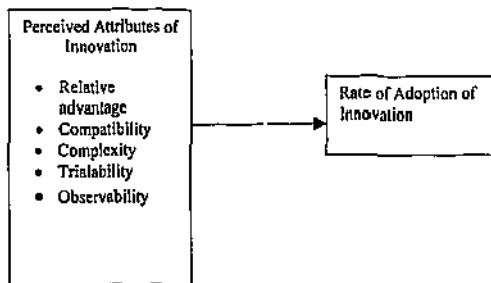 Perceived Attributes of
Innovation
• Relative
advantage
• Compatibility
• Complexity
• Trialability
• Observability
Rate of Adoption of
Innovation